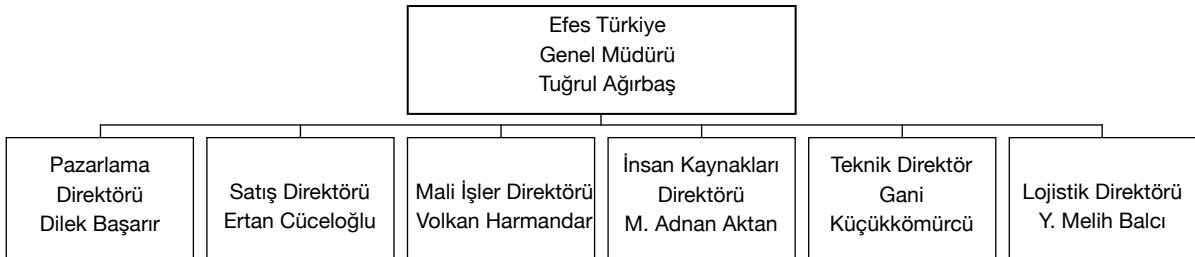 Efes Türkiye
Genel Müdürü
Tuğrul Ağırbaş
Pazarlama
Direktörü
Dilek Başarır
Satış Direktörü
Ertan Cüceloğlu
Mali İşler Direktörü
Volkan Harmandar
İnsan Kaynakları
Direktörü
M. Adnan Aktan
Teknik Direktör
Gani
Küçükkömürcü
Lojistik Direktörü
Y. Melih Balcı